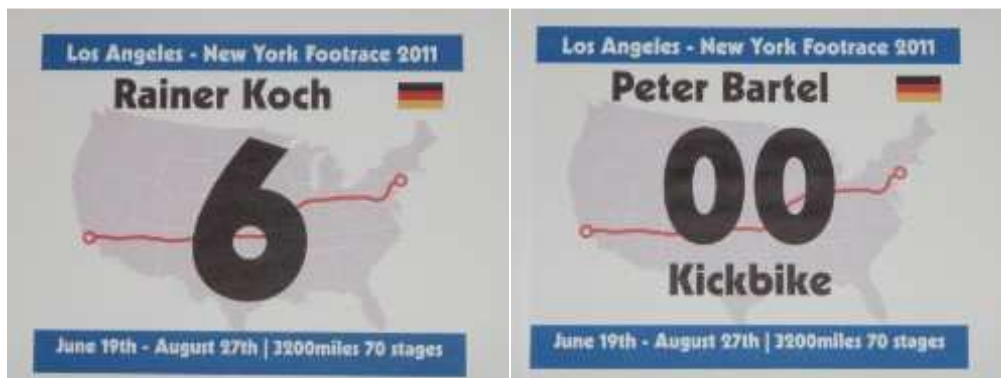 Los Angeles - New York Footrace 2011
Rainer Koch
6
June 19th - August 27th | 3200miles 70 stages
Los Angeles - New York Footrace 2011
Peter Bartel
00
Kickbike
June 19th - August 27th | 3200miles 70 stages